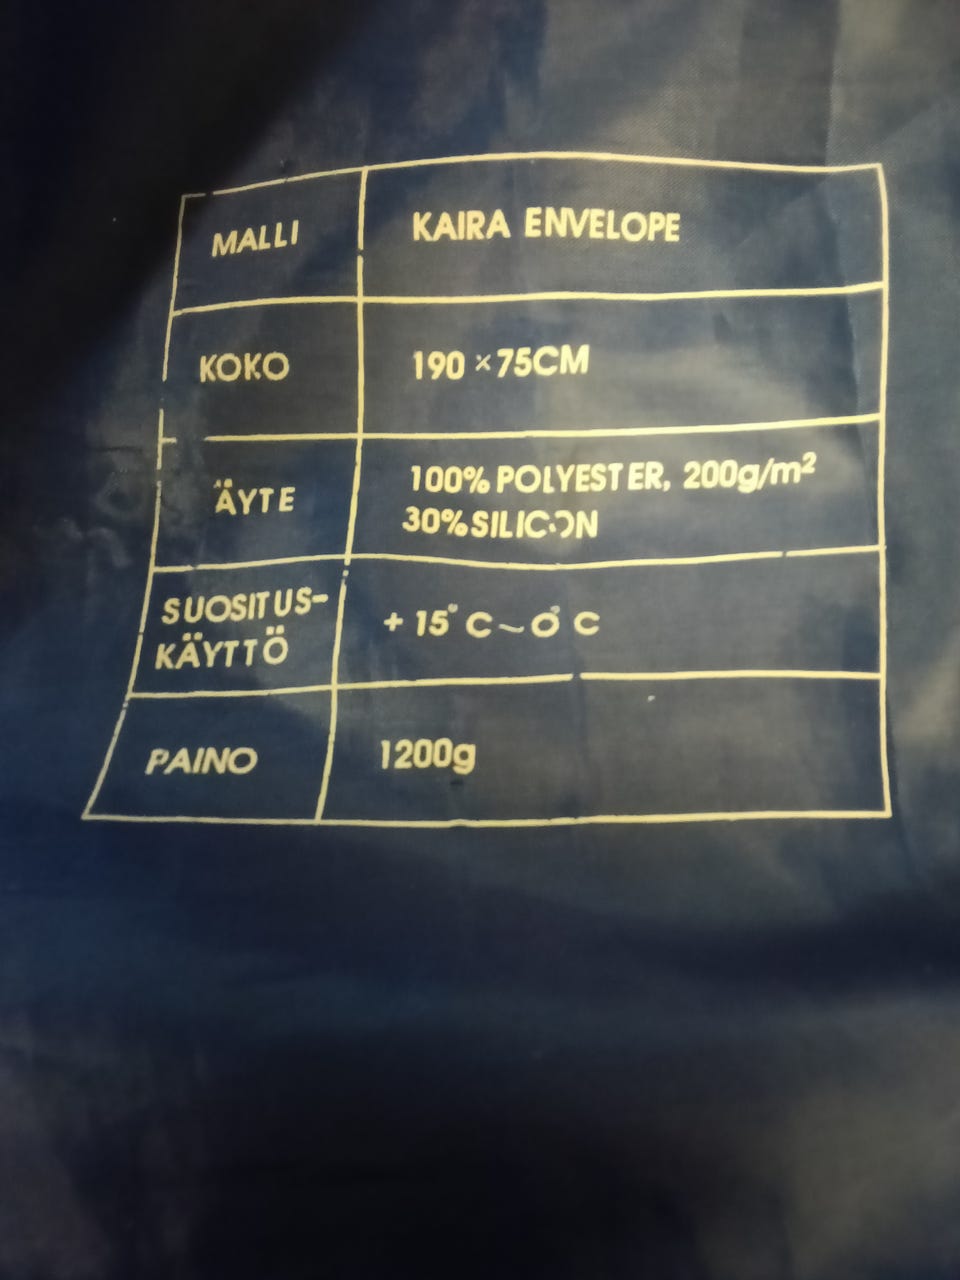 MALLI KAIRA ENVELOPE
KOKO 190 ×75CM
ÄYTE 100% POLYESTER, 200g/m²
30% SILICON
SUOSITUS-
KÄYTTÖ +15°C~0°C
PAINO 1200g